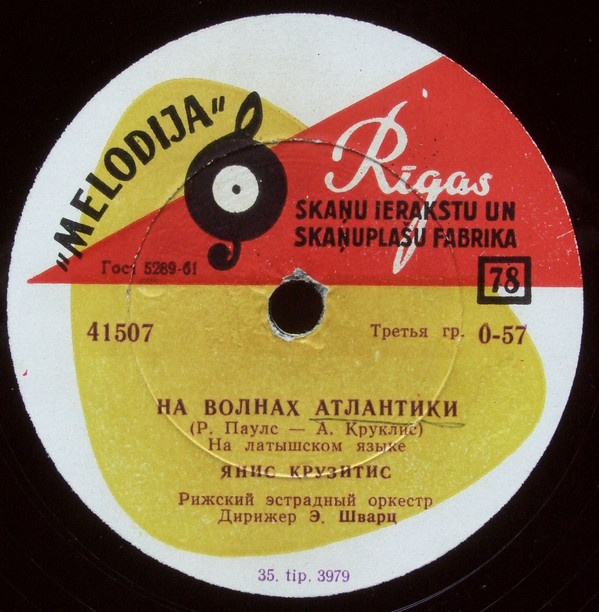 „MELODIJA“
Rīgas
SKAŅU IERAKSTU UN
SKAŅUPLAŠU FABRIKA
Гост 5289-61
78
41507
Третья гр. 0-57
НА ВОЛНАХ АТЛАНТИКИ
(Р. Паулс — А. Круклис)
На латышском языке
ЯНИС КРУЗИТИС
Рижский эстрадный оркестр
Дирижер Э. Шварц
35. tip. 3979